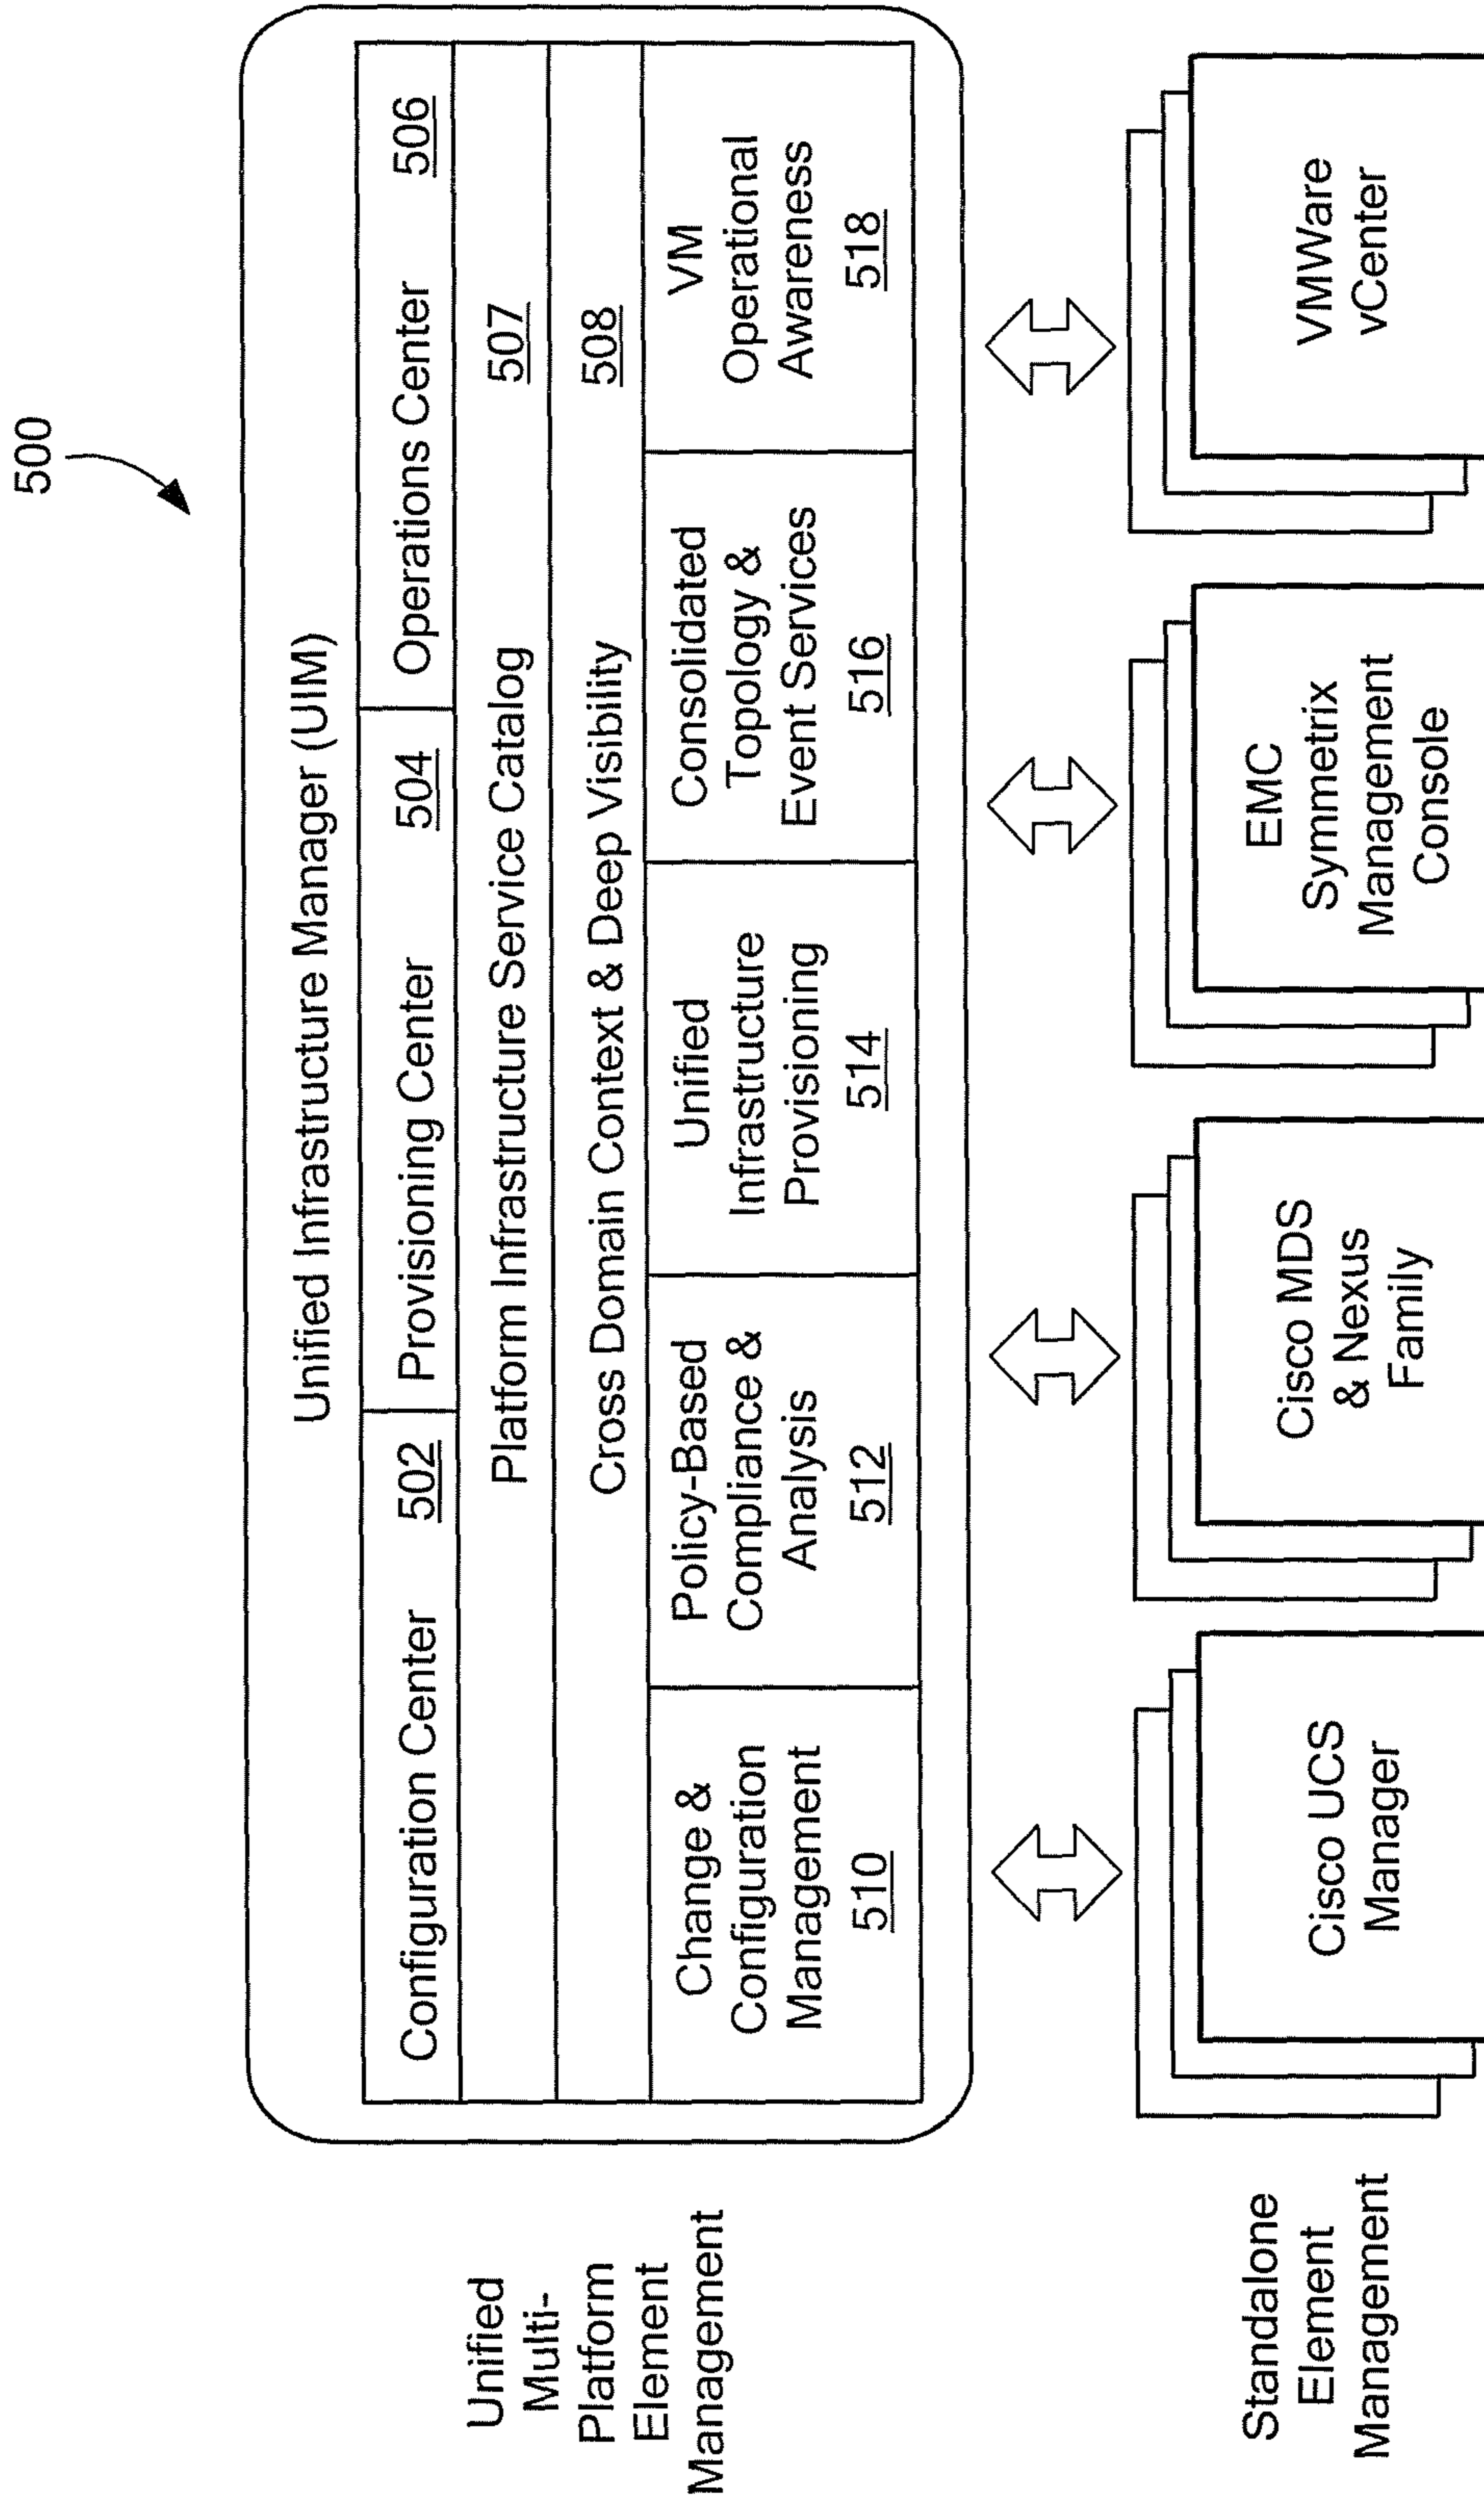 500
Unified Infrastructure Manager (UIM)
Configuration Center 502
Provisioning Center 504
Operations Center 506
Platform Infrastructure Service Catalog 507
Cross Domain Context & Deep Visibility 508
Change &
Configuration
Management
510
Policy-Based
Compliance &
Analysis
512
Unified
Infrastructure
Provisioning
514
Consolidated
Topology &
Event Services
516
VM
Operational
Awareness
518
Unified
Multi-
Platform
Element
Management
Cisco UCS
Manager
Cisco MDS
& Nexus
Family
EMC
Symmetrix
Management
Console
VMWare
vCenter
Standalone
Element
Management